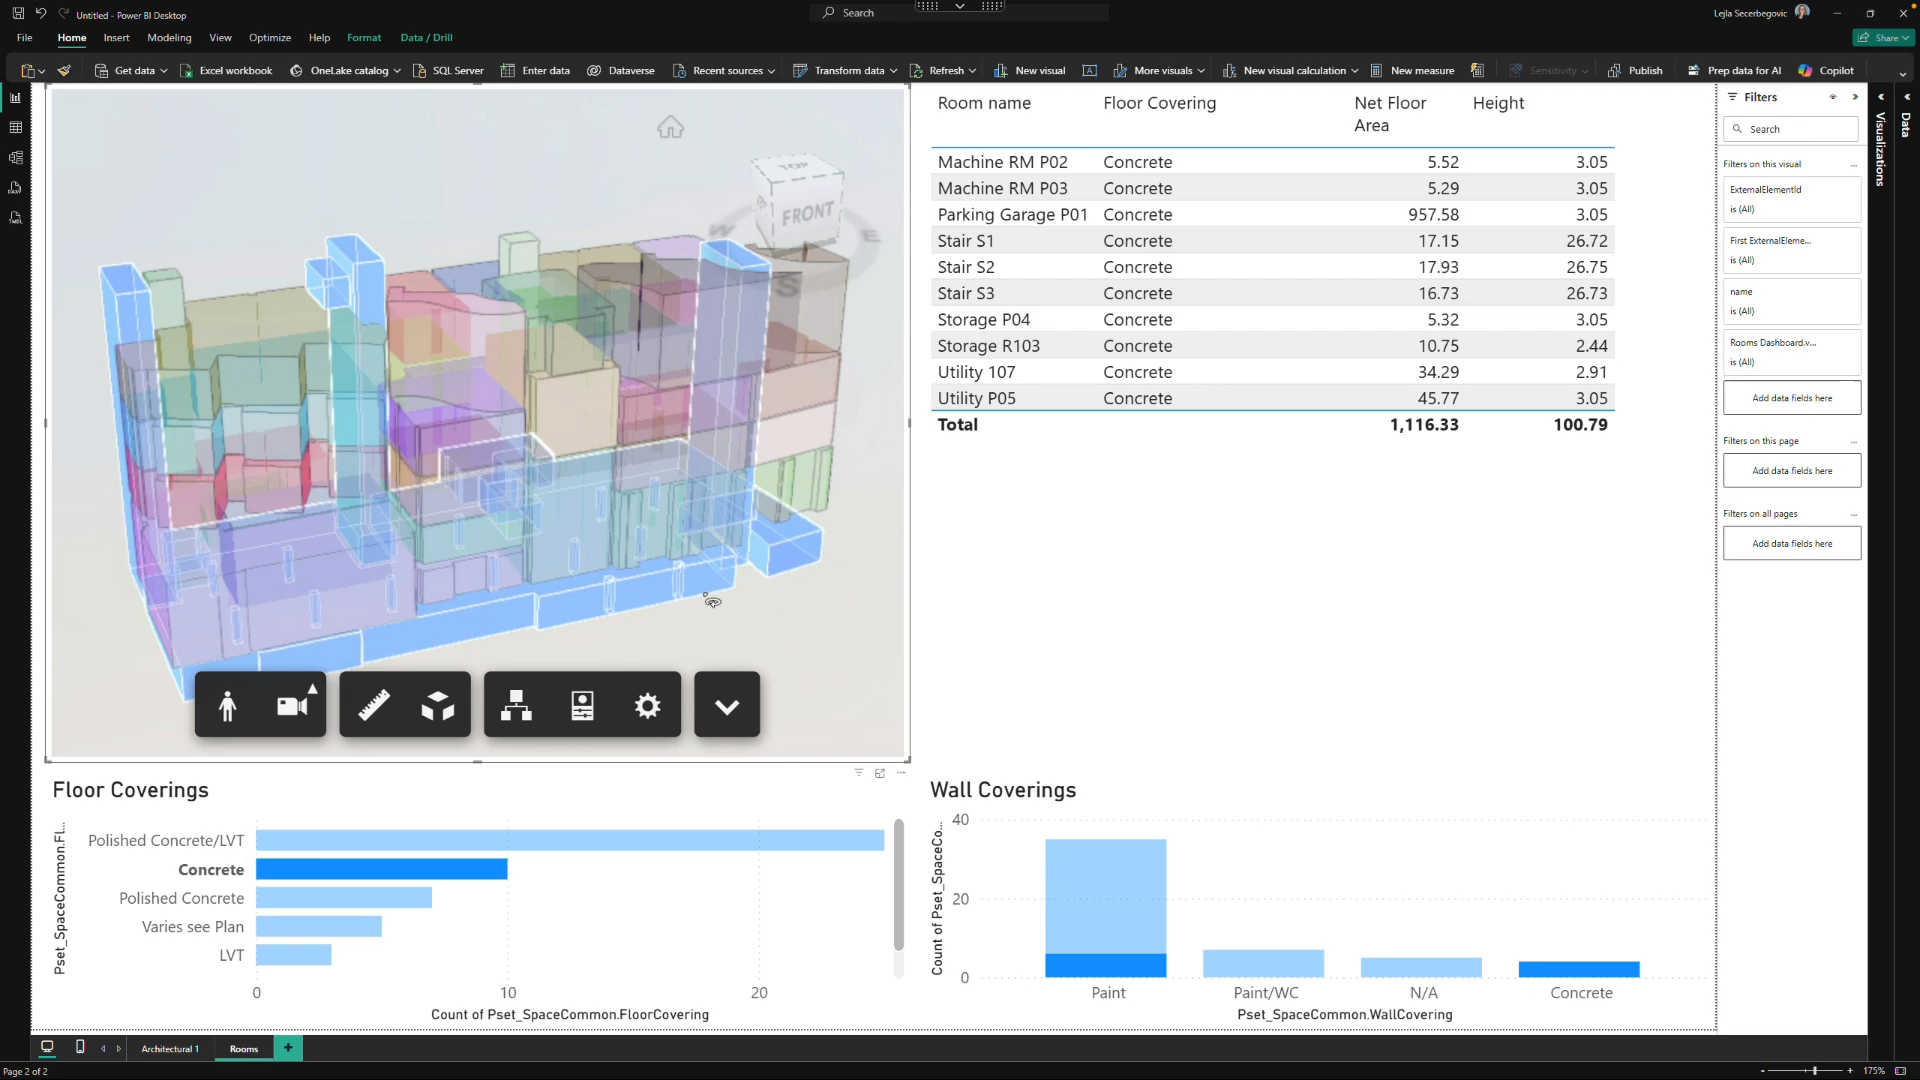 Untitled - Power BI Desktop
Search
Lejla Secerbegovic
File Home Insert Modeling View Optimize Help Format Data / Drill
Share
Get data Excel workbook OneLake catalog SQL Server Enter data Dataverse Recent sources Transform data Refresh New visual More visuals New visual calculation New measure Sensitivity Publish Prep data for AI Copilot
TOP
FRONT
W
E
S
Room name Floor Covering Net Floor Area Height
Machine RM P02 Concrete 5.52 3.05
Machine RM P03 Concrete 5.29 3.05
Parking Garage P01 Concrete 957.58 3.05
Stair S1 Concrete 17.15 26.72
Stair S2 Concrete 17.93 26.75
Stair S3 Concrete 16.73 26.73
Storage P04 Concrete 5.32 3.05
Storage R103 Concrete 10.75 2.44
Utility 107 Concrete 34.29 2.91
Utility P05 Concrete 45.77 3.05
Total 1,116.33 100.79
Filters
Search
Filters on this visual ...
ExternalElementId
is (All)
First ExternalEleme...
is (All)
name
is (All)
Rooms Dashboard.v...
is (All)
Add data fields here
Filters on this page ...
Add data fields here
Filters on all pages ...
Add data fields here
Visualizations
Data
Floor Coverings
Pset_SpaceCommon.Fl...
Polished Concrete/LVT
Concrete
Polished Concrete
Varies see Plan
LVT
0 10 20
Count of Pset_SpaceCommon.FloorCovering
Wall Coverings
Count of Pset_SpaceCo...
40
20
0
Paint Paint/WC N/A Concrete
Pset_SpaceCommon.WallCovering
Architectural 1 Rooms +
Page 2 of 2
- + 175%